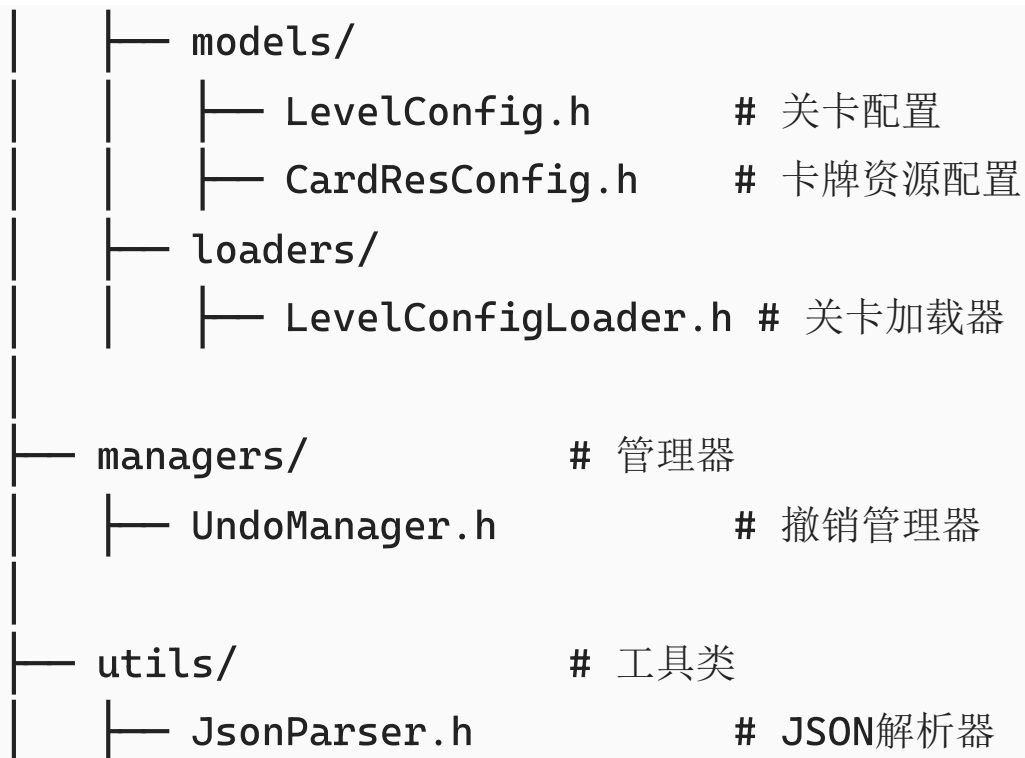 │   ├── models/
│   │   ├── LevelConfig.h      # 关卡配置
│   │   ├── CardResConfig.h    # 卡牌资源配置
│   ├── loaders/
│   │   ├── LevelConfigLoader.h # 关卡加载器
│
├── managers/           # 管理器
│   ├── UndoManager.h          # 撤销管理器
│
├── utils/              # 工具类
│   ├── JsonParser.h           # JSON解析器